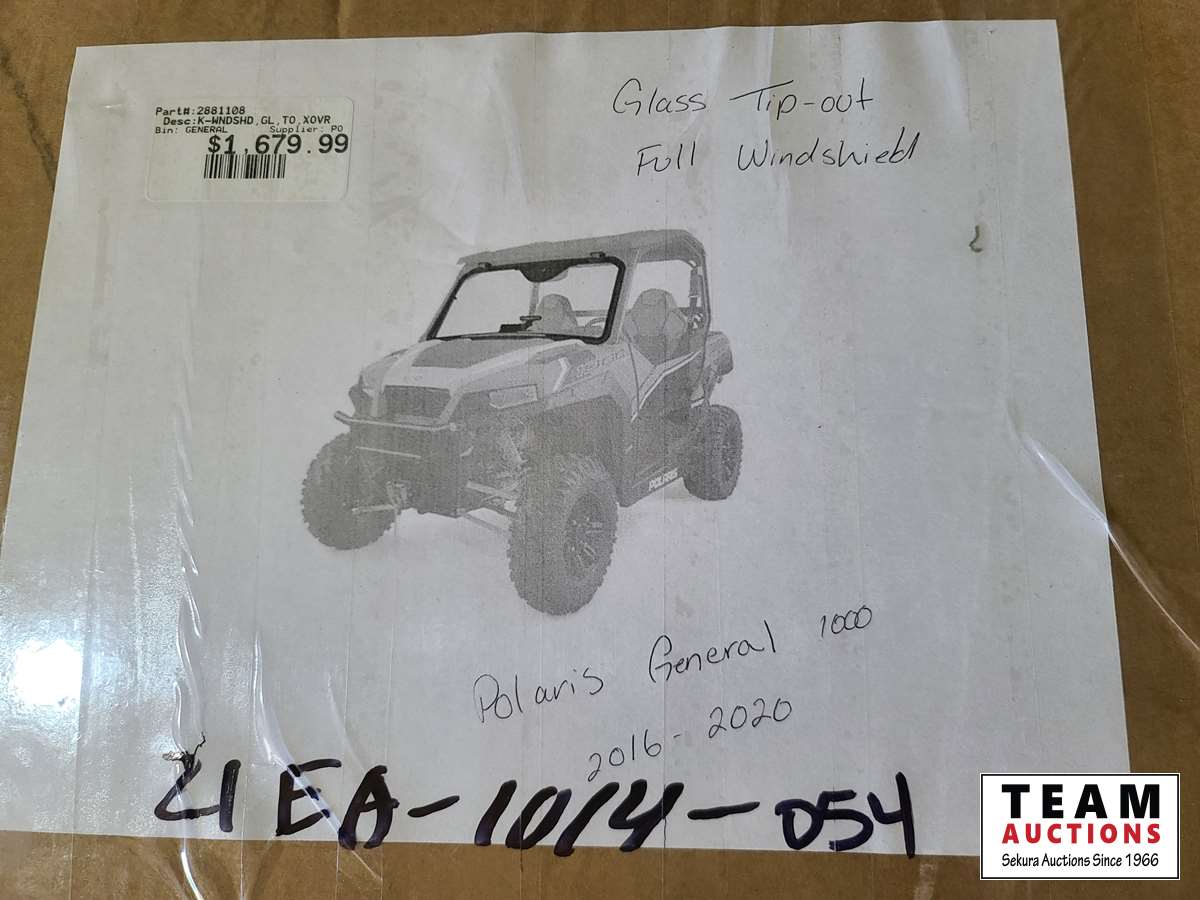 Part#:2881108
Desc:K-WNDSHD,GL,TO,XOVR
Bin: GENERAL Supplier: PO
$1,679.99
Glass Tip-out
Full Windshield
POLARIS
Polaris General 1000
2016-2020
21EA-1014-054
TEAM
AUCTIONS
Sekura Auctions Since 1966